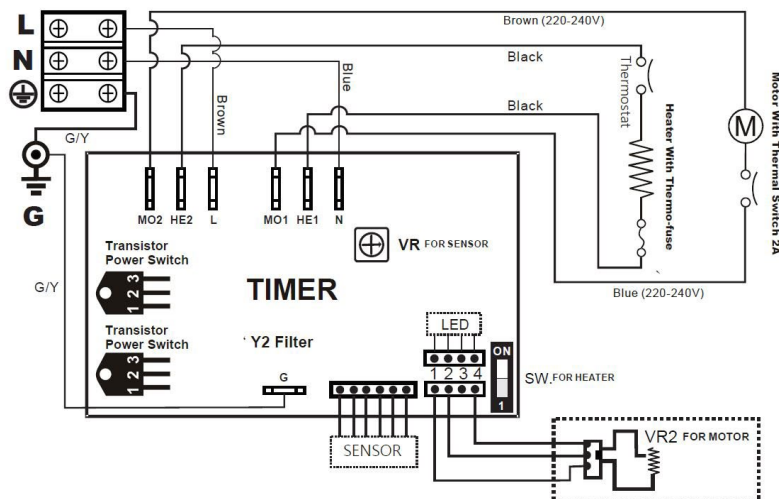 L
N
G
G/Y
G/Y
Brown
Blue
Brown (220-240V)
Black
Black
Thermostat
Heater With Thermo-fuse
M
Motor With Thermal Switch 2A
Blue (220-240V)
MO2 HE2 L MO1 HE1 N
VR FOR SENSOR
Transistor
Power Switch
1 2 3
TIMER
Transistor
Power Switch
1 2 3
Y2 Filter
G
LED
1 2 3 4
ON
1
SW. FOR HEATER
SENSOR
VR2 FOR MOTOR